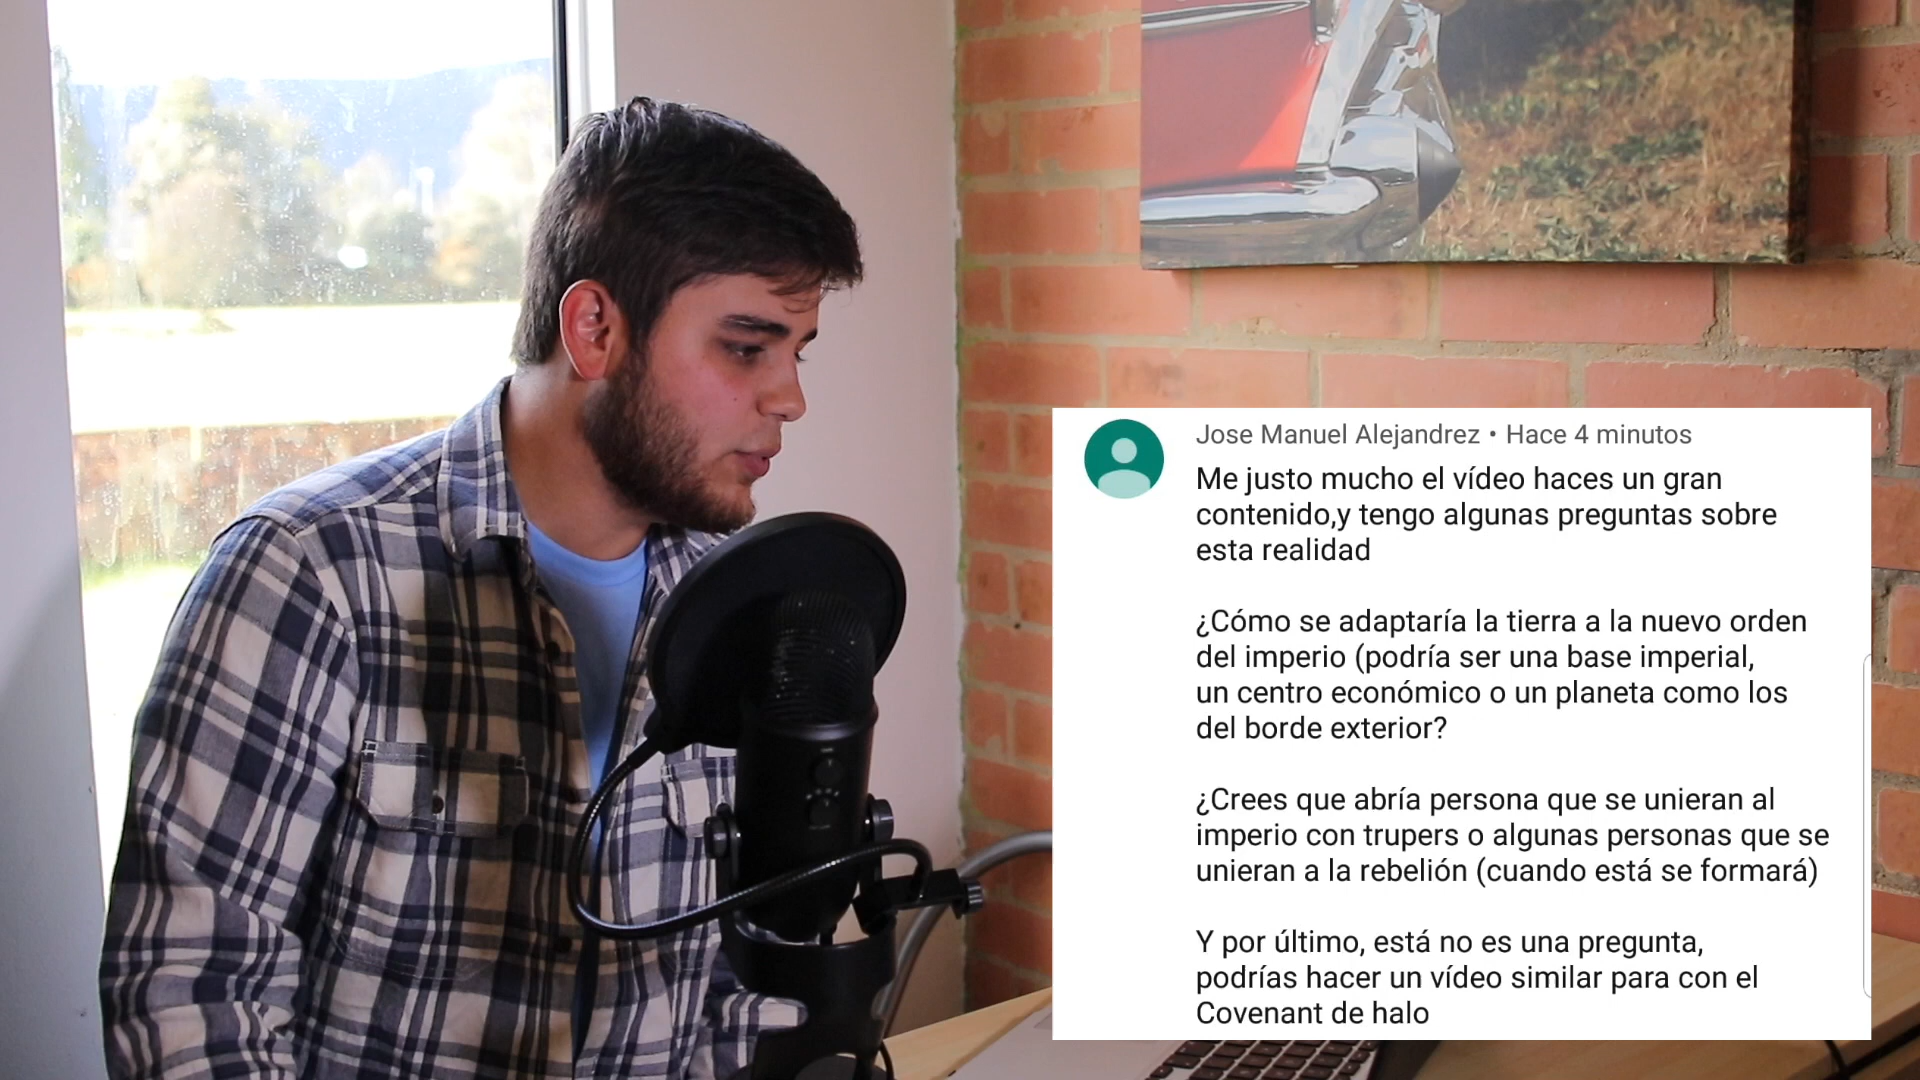 Jose Manuel Alejandrez • Hace 4 minutos
Me justo mucho el vídeo haces un gran
contenido,y tengo algunas preguntas sobre
esta realidad
¿Cómo se adaptaría la tierra a la nuevo orden
del imperio (podría ser una base imperial,
un centro económico o un planeta como los
del borde exterior?
¿Crees que abría persona que se unieran al
imperio con trupers o algunas personas que se
unieran a la rebelión (cuando está se formará)
Y por último, está no es una pregunta,
podrías hacer un vídeo similar para con el
Covenant de halo